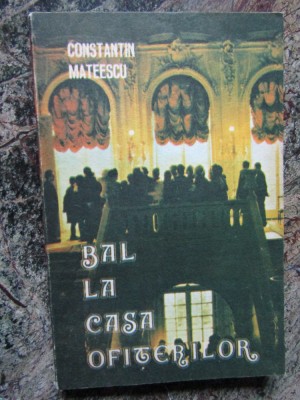 CONSTANTIN
MATEESCU
BAL
LA
CASA
OFIȚERILOR